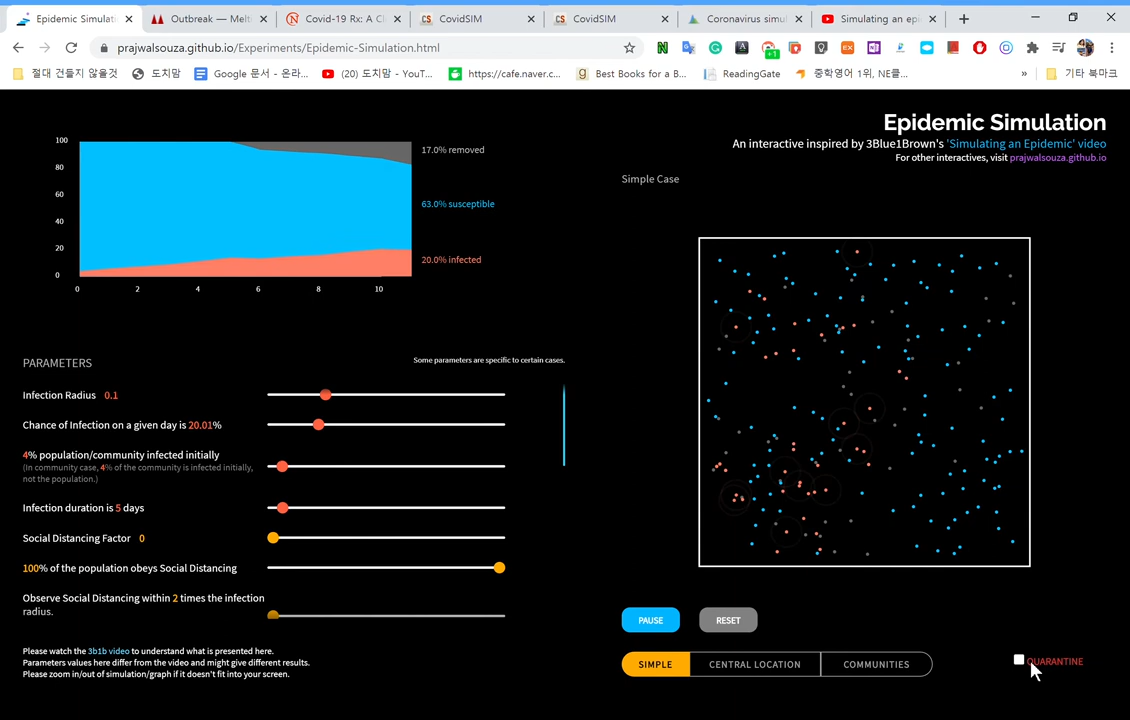 Epidemic Simulati
Outbreak — Melt
Covid-19 Rx: A Cl
CovidSIM
CovidSIM
Coronavirus simul
Simulating an epi
prajwalsouza.github.io/Experiments/Epidemic-Simulation.html
절대 건들지 않을것
도치맘
Google 문서 - 온라...
(20) 도치맘 - YouT...
https://cafe.naver.c...
Best Books for a B...
ReadingGate
중학영어 1위, NE클...
»
기타 북마크
Epidemic Simulation
An interactive inspired by 3Blue1Brown's 'Simulating an Epidemic' video
For other interactives, visit prajwalsouza.github.io
Simple Case
100
80
60
40
20
0
0 2 4 6 8 10
17.0% removed
63.0% susceptible
20.0% infected
PARAMETERS
Some parameters are specific to certain cases.
Infection Radius 0.1
Chance of Infection on a given day is 20.01%
4% population/community infected initially
(In community case, 4% of the community is infected initially,
not the population.)
Infection duration is 5 days
Social Distancing Factor 0
100% of the population obeys Social Distancing
Observe Social Distancing within 2 times the infection
radius.
Please watch the 3b1b video to understand what is presented here.
Parameters values here differ from the video and might give different results.
Please zoom in/out of simulation/graph if it doesn't fit into your screen.
PAUSE
RESET
SIMPLE
CENTRAL LOCATION
COMMUNITIES
QUARANTINE